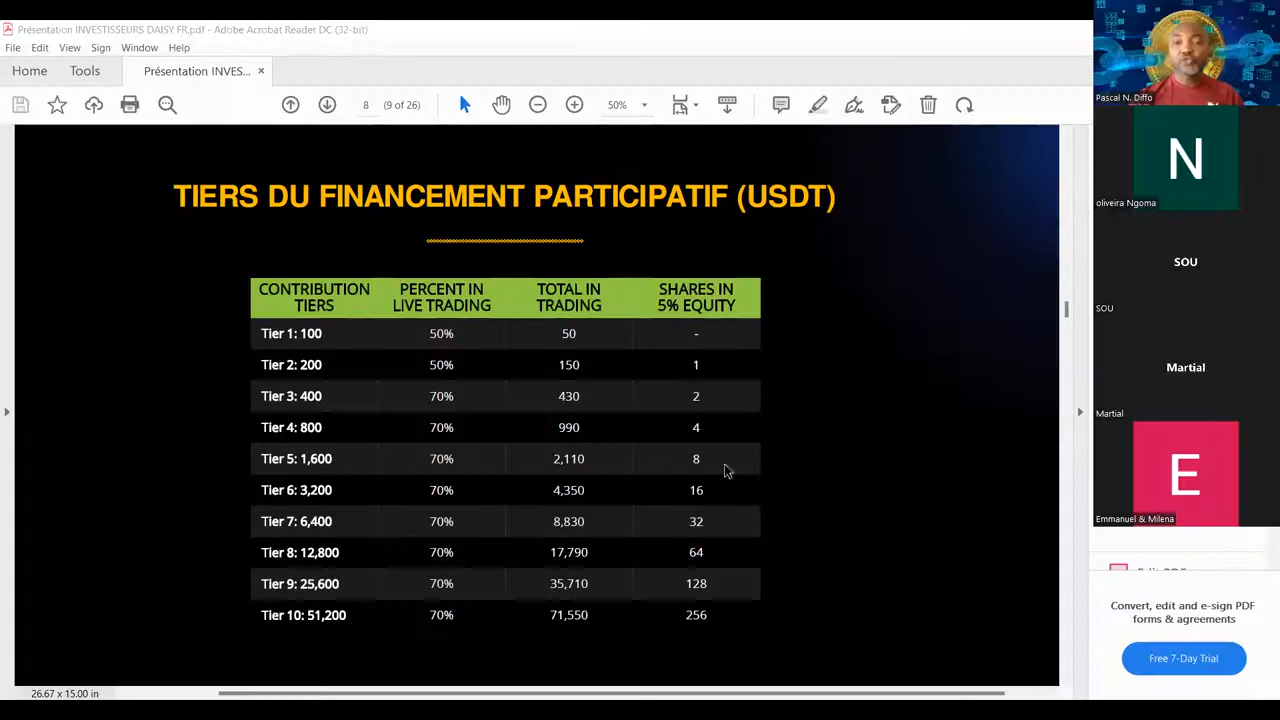 Présentation INVESTISSEURS DAISY FR.pdf - Adobe Acrobat Reader DC (32-bit)
File Edit View Sign Window Help
Home Tools Présentation INVES... ×
8 (9 of 26) 50%
TIERS DU FINANCEMENT PARTICIPATIF (USDT)
CONTRIBUTION TIERS PERCENT IN LIVE TRADING TOTAL IN TRADING SHARES IN 5% EQUITY
Tier 1: 100 50% 50 -
Tier 2: 200 50% 150 1
Tier 3: 400 70% 430 2
Tier 4: 800 70% 990 4
Tier 5: 1,600 70% 2,110 8
Tier 6: 3,200 70% 4,350 16
Tier 7: 6,400 70% 8,830 32
Tier 8: 12,800 70% 17,790 64
Tier 9: 25,600 70% 35,710 128
Tier 10: 51,200 70% 71,550 256
26.67 x 15.00 in
Pascal N. Diffo
N
oliveira Ngoma
SOU
SOU
Martial
Martial
E
Emmanuel & Milena
Convert, edit and e-sign PDF
forms & agreements
Free 7-Day Trial